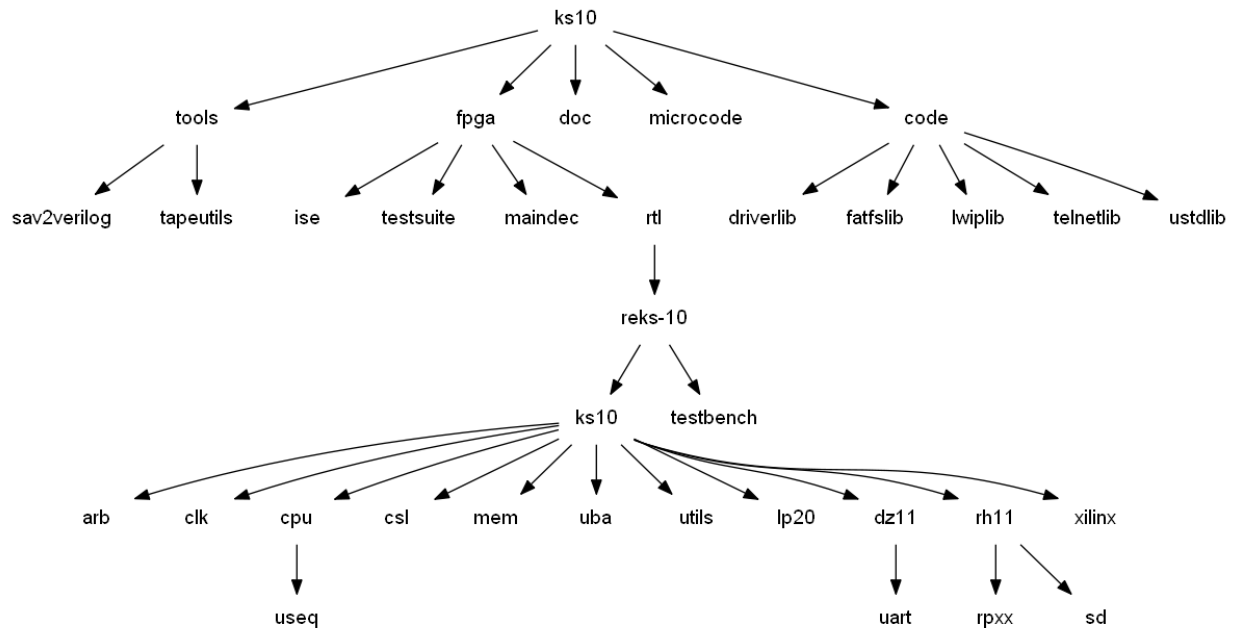 ks10
tools fpga doc microcode code
sav2verilog tapeutils ise testsuite maindec rtl driverlib fatfslib lwiplib telnetlib ustdlib
reks-10
ks10 testbench
arb clk cpu csl mem uba utils lp20 dz11 rh11 xilinx
useq uart rpxx sd